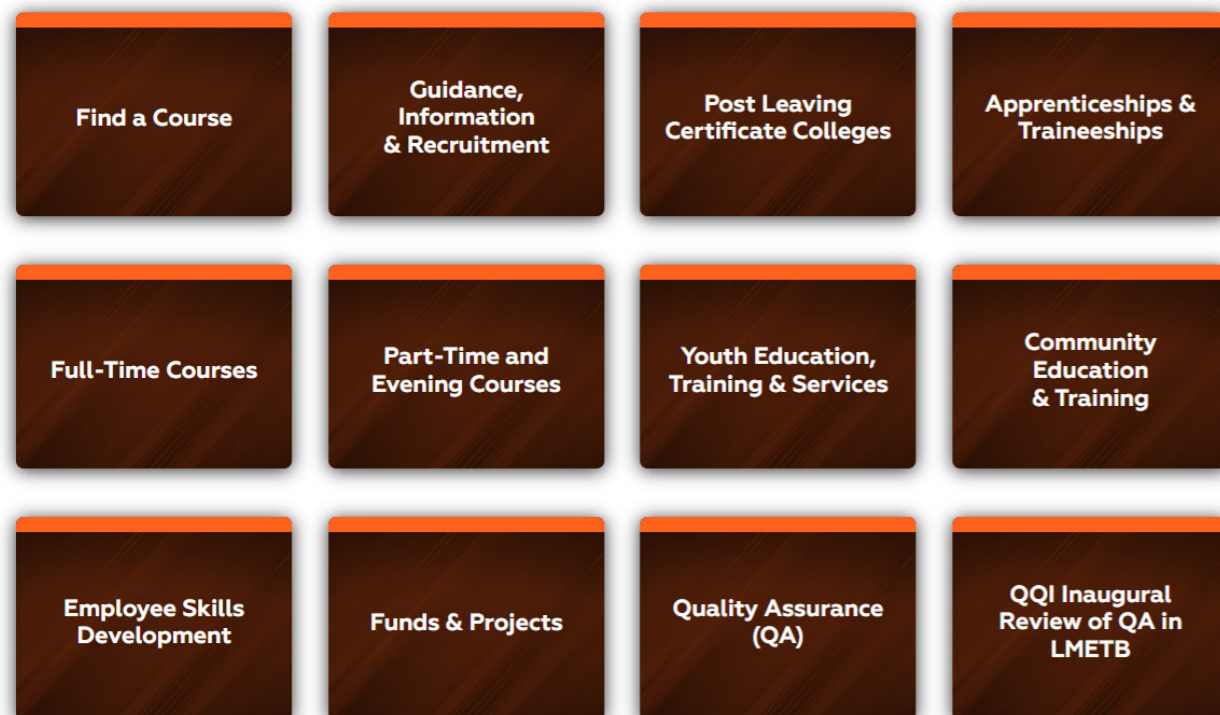 Find a Course
Guidance,
Information
& Recruitment
Post Leaving
Certificate Colleges
Apprenticeships &
Traineeships
Full-Time Courses
Part-Time and
Evening Courses
Youth Education,
Training & Services
Community
Education
& Training
Employee Skills
Development
Funds & Projects
Quality Assurance
(QA)
QQI Inaugural
Review of QA in
LMETB